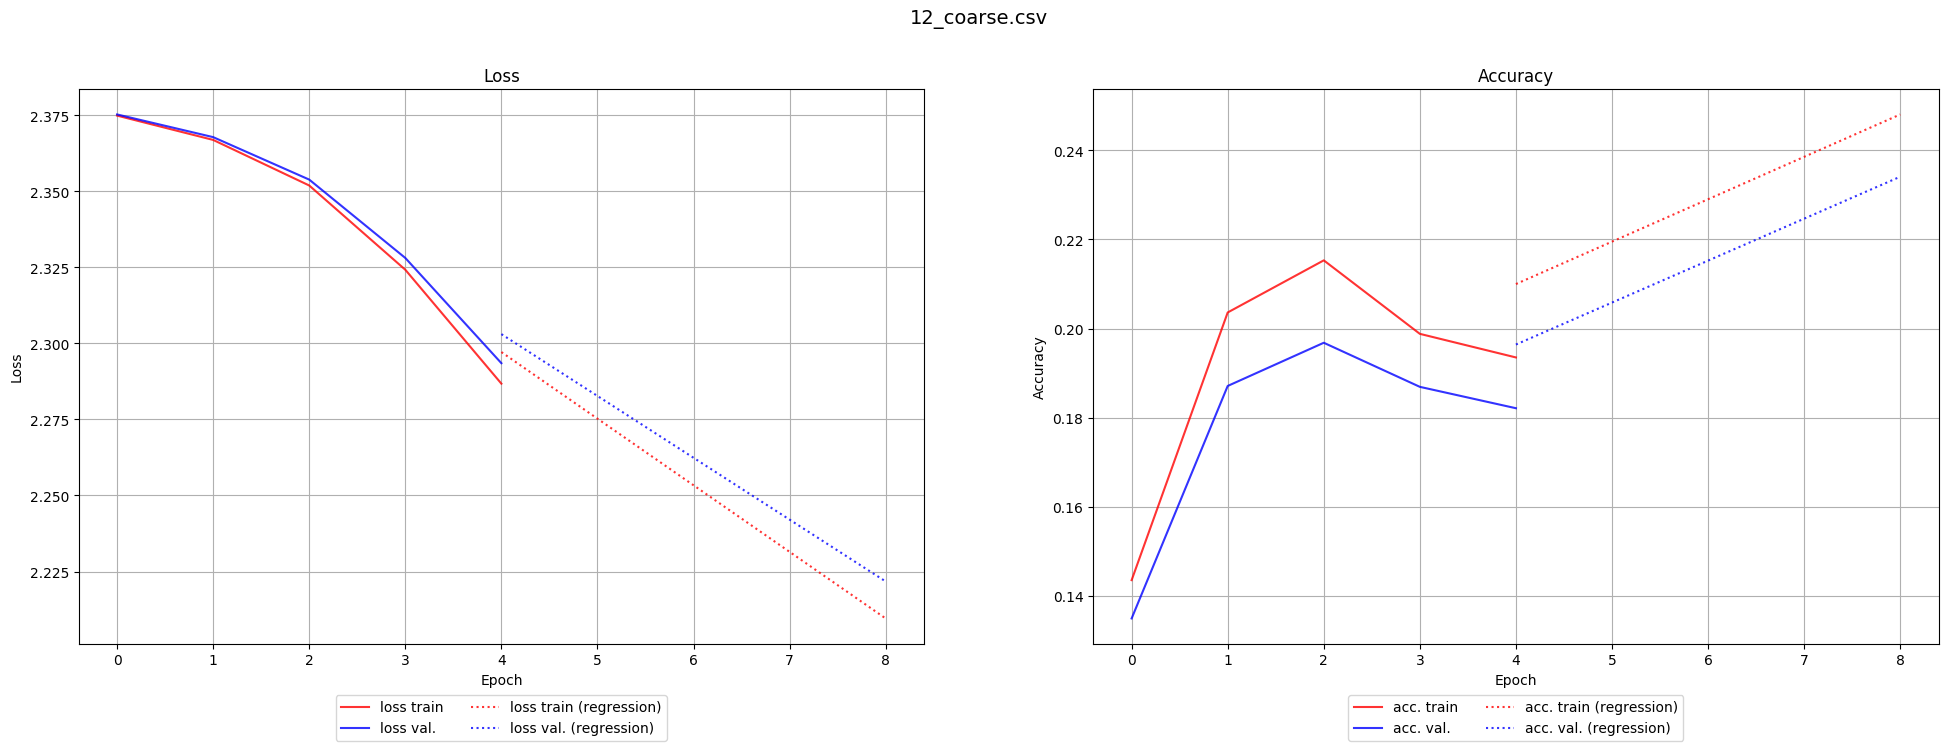 12_coarse.csv
Loss
Loss
2.375
2.350
2.325
2.300
2.275
2.250
2.225
0 1 2 3 4 5 6 7 8
Epoch
loss train loss train (regression)
loss val. loss val. (regression)
Accuracy
Accuracy
0.24
0.22
0.20
0.18
0.16
0.14
0 1 2 3 4 5 6 7 8
Epoch
acc. train acc. train (regression)
acc. val. acc. val. (regression)